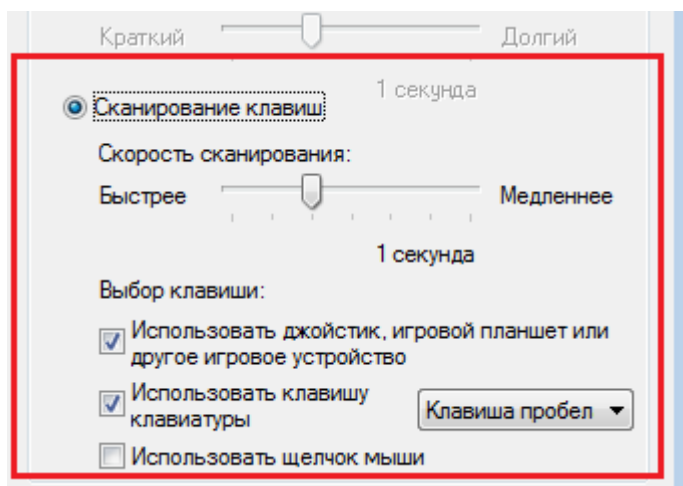 Краткий Долгий
1 секунда
Сканирование клавиш
Скорость сканирования:
Быстрее Медленнее
1 секунда
Выбор клавиши:
Использовать джойстик, игровой планшет или
другое игровое устройство
Использовать клавишу
клавиатуры
Клавиша пробел
Использовать щелчок мыши